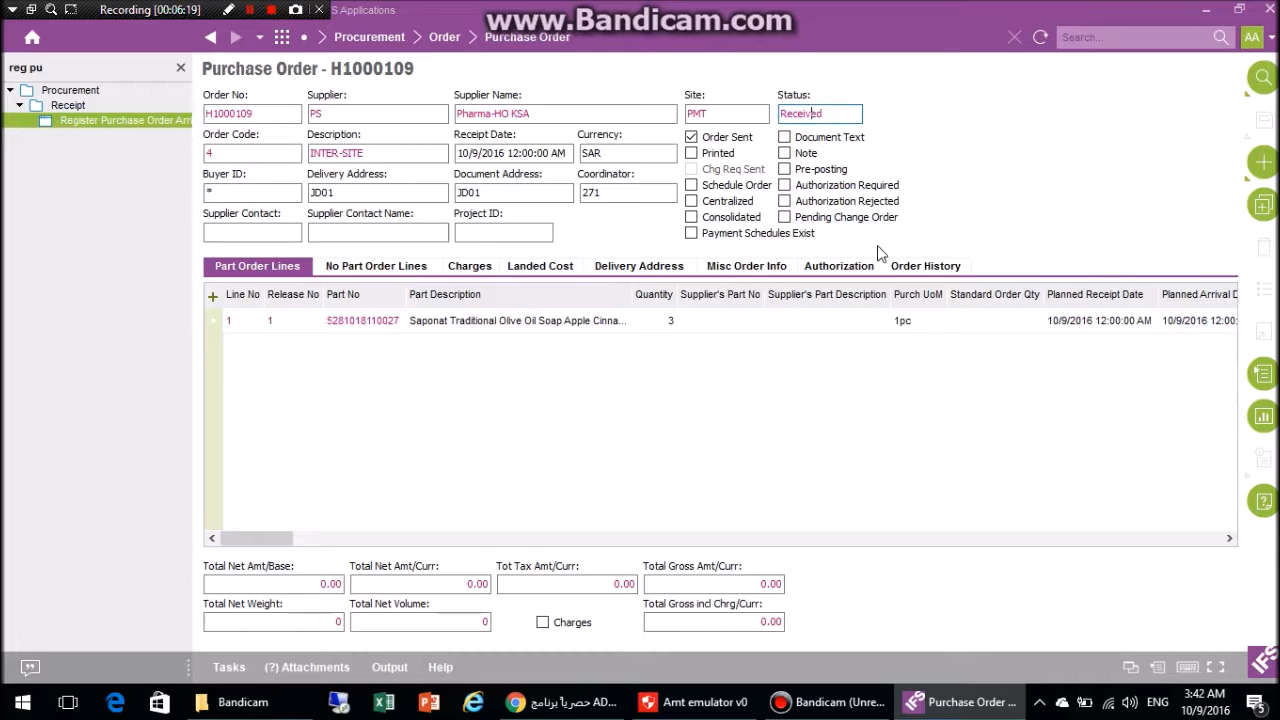 Recording [00:06:19]
S Applications
www.Bandicam.com
Procurement
Order
Purchase Order
Search...
AA
reg pu
Procurement
Receipt
Register Purchase Order Arri
Purchase Order - H1000109
Order No:
Supplier:
Supplier Name:
Site:
Status:
H1000109
PS
Pharma-HO KSA
PMT
Received
Order Code:
Description:
Receipt Date:
Currency:
Order Sent
Document Text
4
INTER-SITE
10/9/2016 12:00:00 AM
SAR
Printed
Note
Buyer ID:
Delivery Address:
Document Address:
Coordinator:
Chg Req Sent
Pre-posting
*
JD01
JD01
271
Schedule Order
Authorization Required
Centralized
Authorization Rejected
Supplier Contact:
Supplier Contact Name:
Project ID:
Consolidated
Pending Change Order
Payment Schedules Exist
Part Order Lines
No Part Order Lines
Charges
Landed Cost
Delivery Address
Misc Order Info
Authorization
Order History
Line No
Release No
Part No
Part Description
Quantity
Supplier's Part No
Supplier's Part Description
Purch UoM
Standard Order Qty
Planned Receipt Date
Planned Arrival D
1
1
5281018110027
Saponat Traditional Olive Oil Soap Apple Cinna...
3
1pc
10/9/2016 12:00:00 AM
10/9/2016 12:00:
Total Net Amt/Base:
Total Net Amt/Curr:
Tot Tax Amt/Curr:
Total Gross Amt/Curr:
0.00
0.00
0.00
0.00
Total Net Weight:
Total Net Volume:
Charges
Total Gross incl Chrg/Curr:
0
0
0.00
Tasks
(?) Attachments
Output
Help
IFS
Bandicam
حصرياً برنامج AD...
Amt emulator v0
Bandicam (Unre...
Purchase Order ...
ENG
3:42 AM
10/9/2016
5